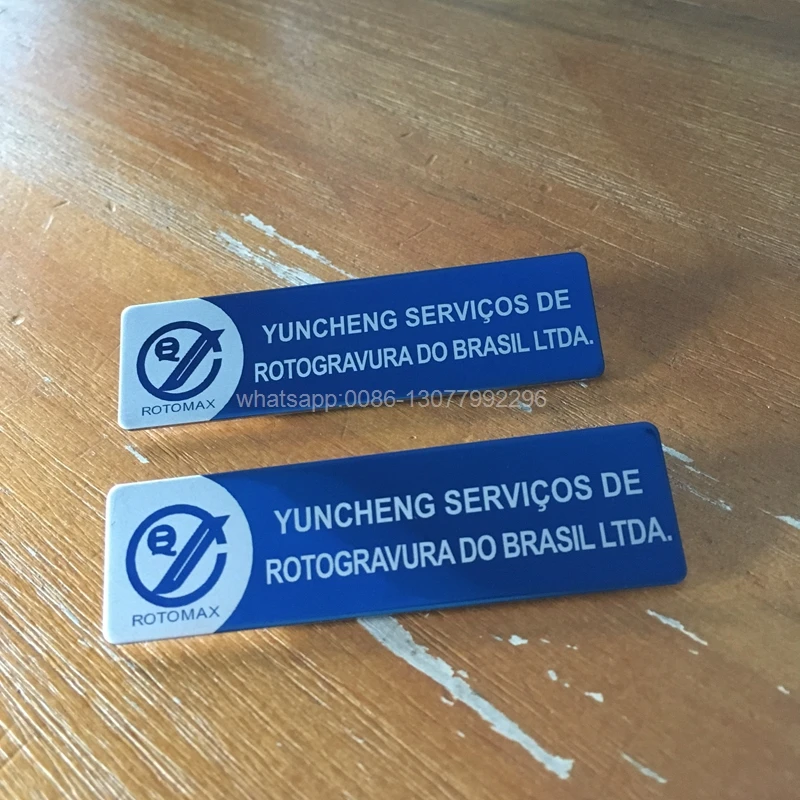 YUNCHENG SERVIÇOS DE
ROTOGRAVURA DO BRASIL LTDA.
ROTOMAX
whatsapp:0086-13077992296
YUNCHENG SERVIÇOS DE
ROTOGRAVURA DO BRASIL LTDA.
ROTOMAX